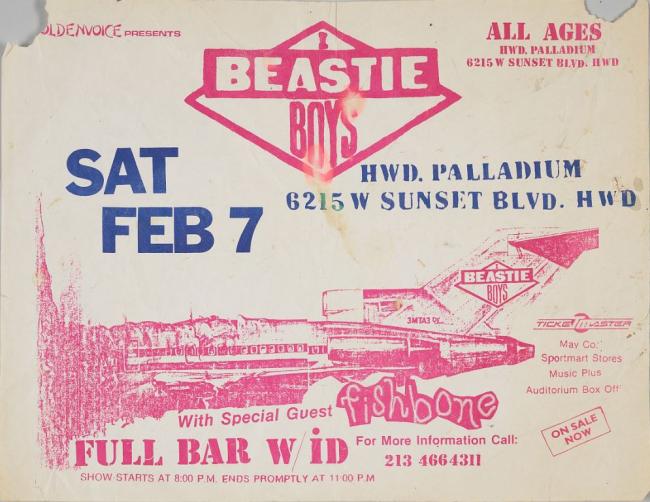 OLDENVOICE PRESENTS
ALL AGES
HWD. PALLADIUM
6215 W SUNSET BLVD. HWD
BEASTIE
BOYS
SAT
FEB 7
HWD. PALLADIUM
6215 W SUNSET BLVD. HWD
BEASTIE
BOYS
3MTA3
TICKETMASTER
May Co.
Sportmart Stores
Music Plus
Auditorium Box Off
With Special Guest fishbone
ON SALE
NOW
FULL BAR W/ iD
For More Information Call:
213 4664311
SHOW STARTS AT 8:00 P.M. ENDS PROMPTLY AT 11:00 P.M